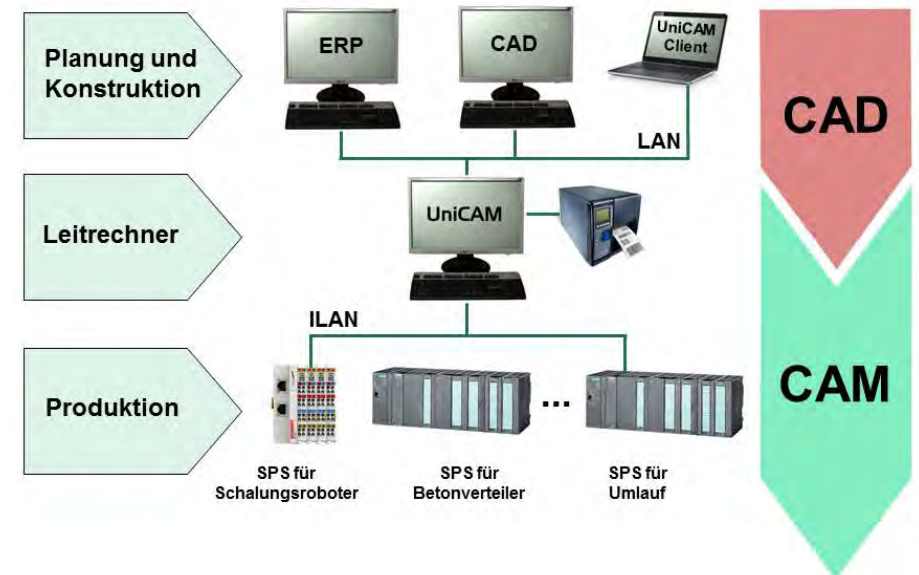 Planung und
Konstruktion
ERP
CAD
UniCAM
Client
LAN
CAD
Leitrechner
UniCAM
ILAN
Produktion
...
CAM
SPS für
Schalungsroboter
SPS für
Betonverteiler
SPS für
Umlauf